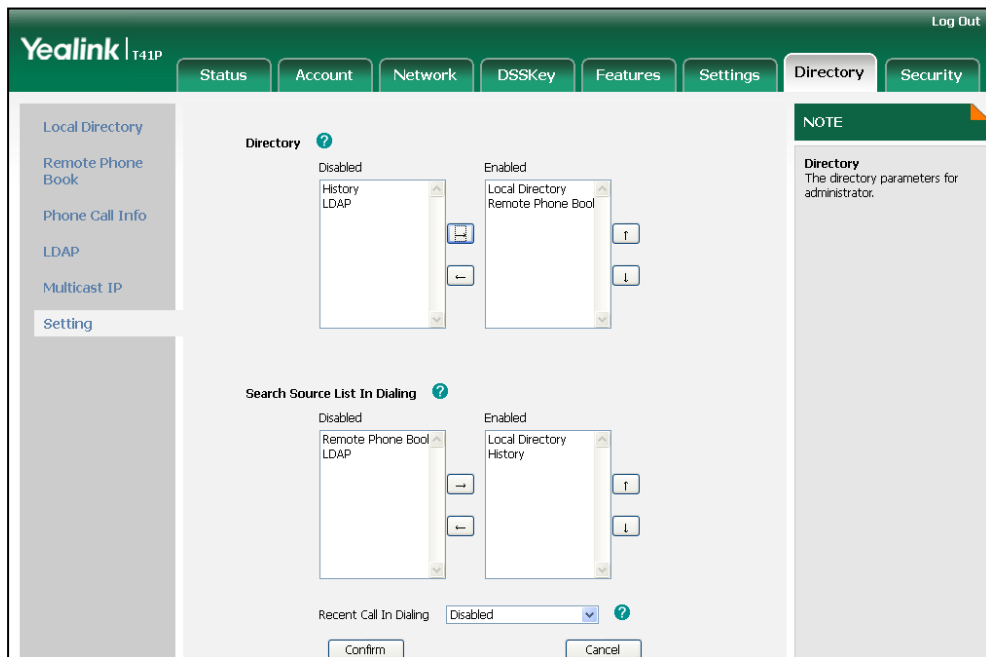 Log Out
Yealink | T41P
Status Account Network DSSKey Features Settings Directory Security
Local Directory
Remote Phone
Book
Phone Call Info
LDAP
Multicast IP
Setting
Directory ?
Disabled
History
LDAP
→
←
Enabled
Local Directory
Remote Phone Bool
↑
↓
Search Source List In Dialing ?
Disabled
Remote Phone Bool
LDAP
→
←
Enabled
Local Directory
History
↑
↓
Recent Call In Dialing Disabled ?
Confirm Cancel
NOTE
Directory
The directory parameters for
administrator.